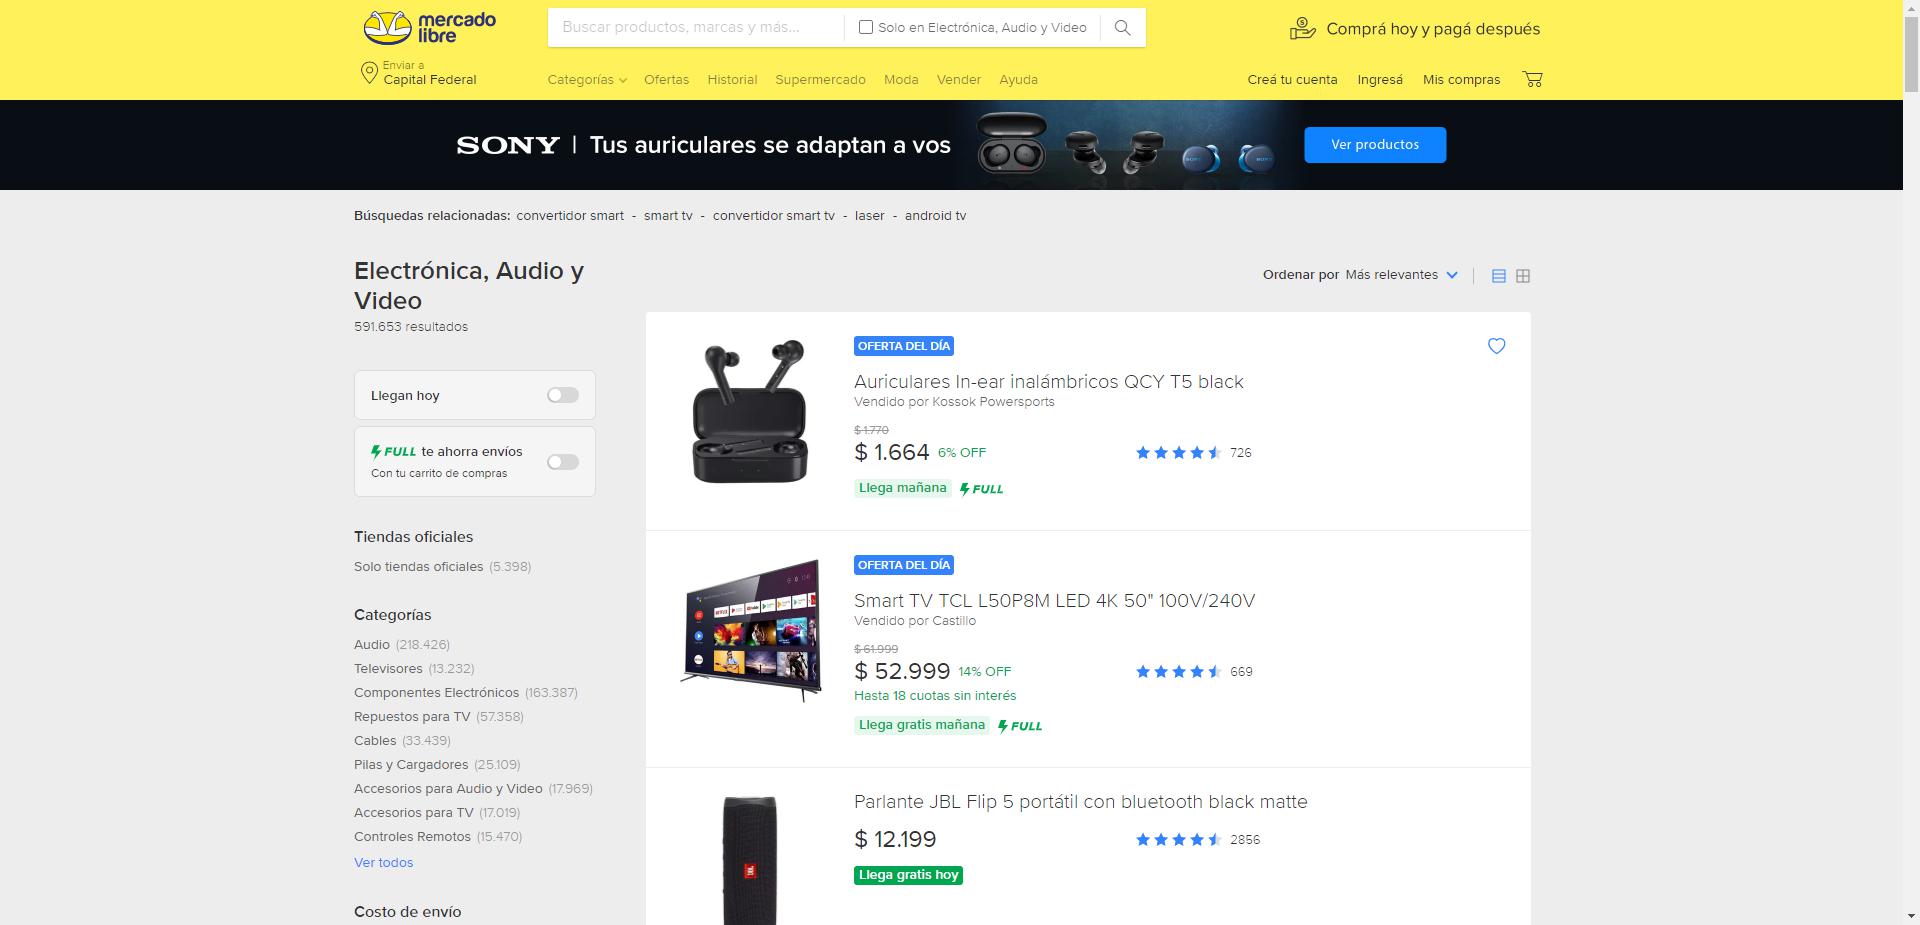 mercado
libre
Buscar productos, marcas y más...
Solo en Electrónica, Audio y Video
Comprá hoy y pagá después
Enviar a
Capital Federal
Categorías
Ofertas
Historial
Supermercado
Moda
Vender
Ayuda
Creá tu cuenta
Ingresá
Mis compras
SONY | Tus auriculares se adaptan a vos
Ver productos
Búsquedas relacionadas: convertidor smart - smart tv - convertidor smart tv - laser - android tv
Electrónica, Audio y
Video
591.653 resultados
Ordenar por Más relevantes
Llegan hoy
FULL te ahorra envíos
Con tu carrito de compras
Tiendas oficiales
Solo tiendas oficiales (5.398)
Categorías
Audio (218.426)
Televisores (13.232)
Componentes Electrónicos (163.387)
Repuestos para TV (57.358)
Cables (33.439)
Pilas y Cargadores (25.109)
Accesorios para Audio y Video (17.969)
Accesorios para TV (17.019)
Controles Remotos (15.470)
Ver todos
Costo de envío
OFERTA DEL DÍA
Auriculares In-ear inalámbricos QCY T5 black
Vendido por Kossok Powersports
$ 1.770
$ 1.664 6% OFF
726
Llega mañana FULL
OFERTA DEL DÍA
Smart TV TCL L50P8M LED 4K 50" 100V/240V
Vendido por Castillo
$ 61.999
$ 52.999 14% OFF
669
Hasta 18 cuotas sin interés
Llega gratis mañana FULL
Parlante JBL Flip 5 portátil con bluetooth black matte
$ 12.199
2856
Llega gratis hoy
JBL